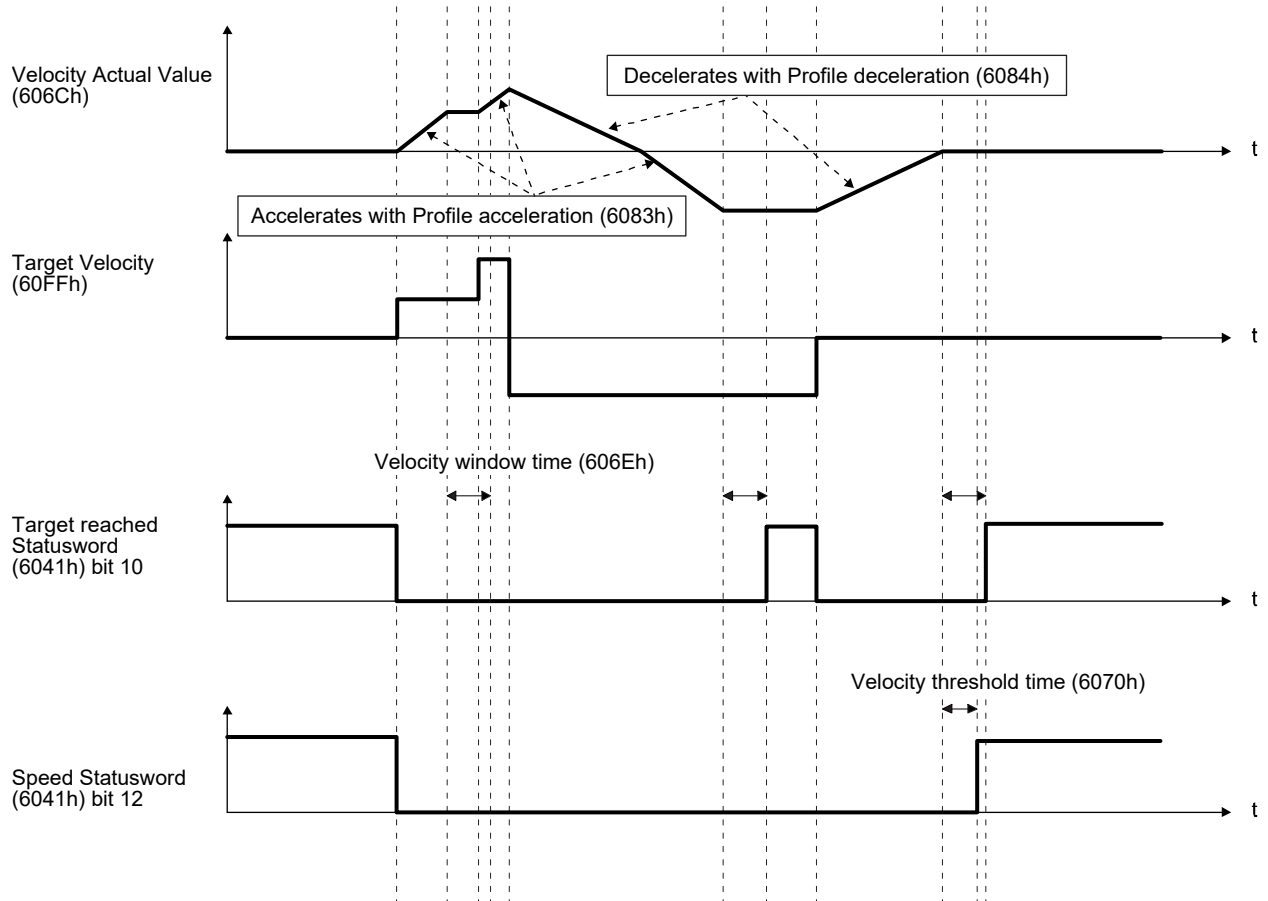 Velocity Actual Value
(606Ch)
Decelerates with Profile deceleration (6084h)
t
Accelerates with Profile acceleration (6083h)
Target Velocity
(60FFh)
t
Velocity window time (606Eh)
Target reached
Statusword
(6041h) bit 10
t
Velocity threshold time (6070h)
Speed Statusword
(6041h) bit 12
t